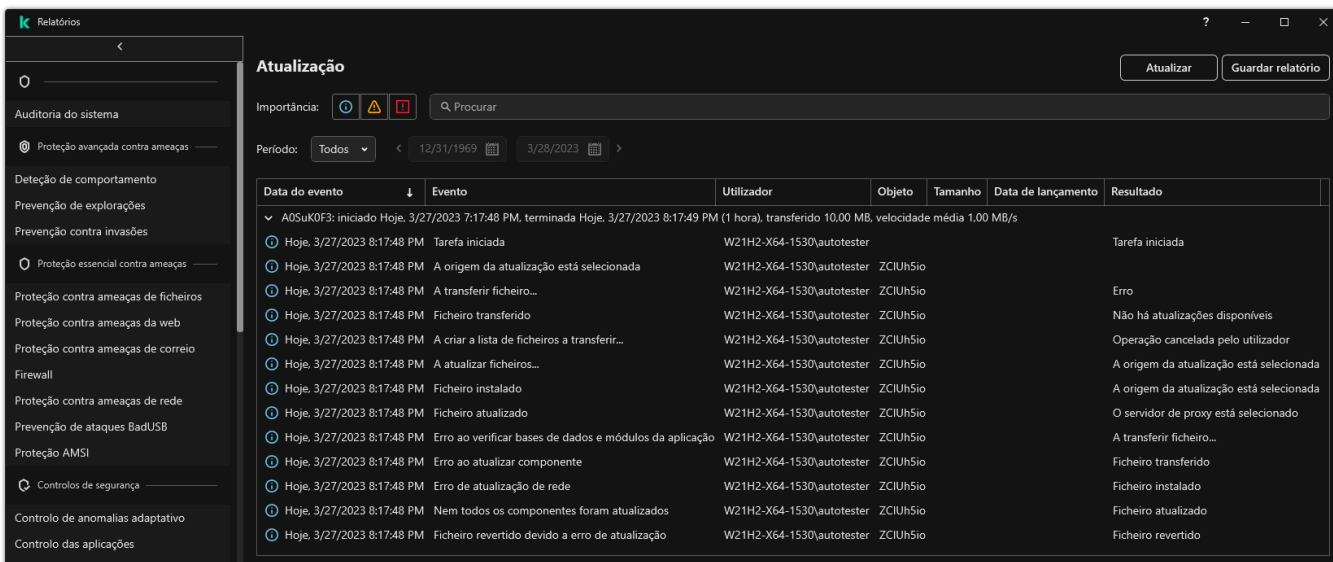 Relatórios
Auditoria do sistema
Proteção avançada contra ameaças
Deteção de comportamento
Prevenção de explorações
Prevenção contra invasões
Proteção essencial contra ameaças
Proteção contra ameaças de ficheiros
Proteção contra ameaças da web
Proteção contra ameaças de correio
Firewall
Proteção contra ameaças de rede
Prevenção de ataques BadUSB
Proteção AMSI
Controlos de segurança
Controlo de anomalias adaptativo
Controlo das aplicações
Atualização
Atualizar Guardar relatório
Importância: Procurar
Período: Todos 12/31/1969 3/28/2023
Data do evento Evento Utilizador Objeto Tamanho Data de lançamento Resultado
A0SuK0F3: iniciado Hoje, 3/27/2023 7:17:48 PM, terminada Hoje, 3/27/2023 8:17:49 PM (1 hora), transferido 10,00 MB, velocidade média 1,00 MB/s
Hoje, 3/27/2023 8:17:48 PM Tarefa iniciada W21H2-X64-1530\autotester Tarefa iniciada
Hoje, 3/27/2023 8:17:48 PM A origem da atualização está selecionada W21H2-X64-1530\autotester ZCIUh5io
Hoje, 3/27/2023 8:17:48 PM A transferir ficheiro... W21H2-X64-1530\autotester ZCIUh5io Erro
Hoje, 3/27/2023 8:17:48 PM Ficheiro transferido W21H2-X64-1530\autotester ZCIUh5io Não há atualizações disponíveis
Hoje, 3/27/2023 8:17:48 PM A criar a lista de ficheiros a transferir... W21H2-X64-1530\autotester ZCIUh5io Operação cancelada pelo utilizador
Hoje, 3/27/2023 8:17:48 PM A atualizar ficheiros... W21H2-X64-1530\autotester ZCIUh5io A origem da atualização está selecionada
Hoje, 3/27/2023 8:17:48 PM Ficheiro instalado W21H2-X64-1530\autotester ZCIUh5io A origem da atualização está selecionada
Hoje, 3/27/2023 8:17:48 PM Ficheiro atualizado W21H2-X64-1530\autotester ZCIUh5io O servidor de proxy está selecionado
Hoje, 3/27/2023 8:17:48 PM Erro ao verificar bases de dados e módulos da aplicação W21H2-X64-1530\autotester ZCIUh5io A transferir ficheiro...
Hoje, 3/27/2023 8:17:48 PM Erro ao atualizar componente W21H2-X64-1530\autotester ZCIUh5io Ficheiro transferido
Hoje, 3/27/2023 8:17:48 PM Erro de atualização de rede W21H2-X64-1530\autotester ZCIUh5io Ficheiro instalado
Hoje, 3/27/2023 8:17:48 PM Nem todos os componentes foram atualizados W21H2-X64-1530\autotester ZCIUh5io Ficheiro atualizado
Hoje, 3/27/2023 8:17:48 PM Ficheiro revertido devido a erro de atualização W21H2-X64-1530\autotester ZCIUh5io Ficheiro revertido